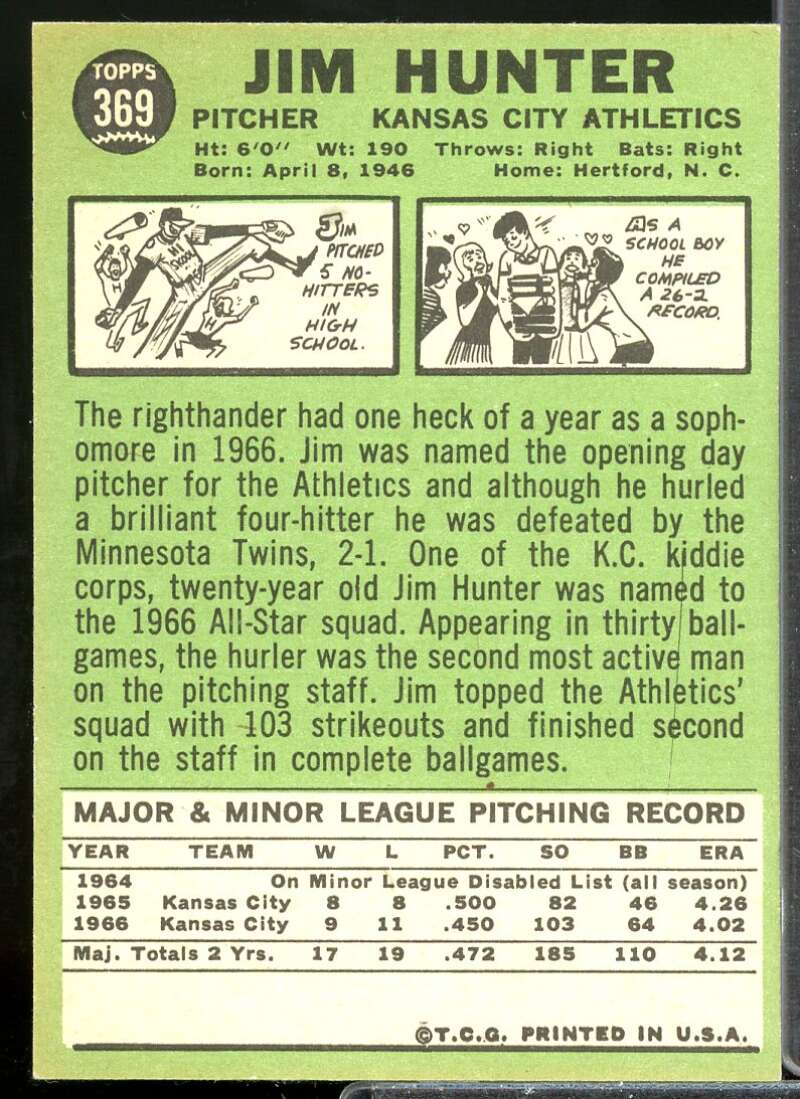 TOPPS
369
JIM HUNTER
PITCHER KANSAS CITY ATHLETICS
Ht: 6'0" Wt: 190 Throws: Right Bats: Right
Born: April 8, 1946 Home: Hertford, N. C.
JIM
PITCHED
5 NO-
HITTERS
IN
HIGH
SCHOOL.
HI
SCHOOL
H
H
AS A
SCHOOL BOY
HE
COMPILED
A 26-2
RECORD.
The righthander had one heck of a year as a soph-
omore in 1966. Jim was named the opening day
pitcher for the Athletics and although he hurled
a brilliant four-hitter he was defeated by the
Minnesota Twins, 2-1. One of the K.C. kiddie
corps, twenty-year old Jim Hunter was named to
the 1966 All-Star squad. Appearing in thirty ball-
games, the hurler was the second most active man
on the pitching staff. Jim topped the Athletics'
squad with 103 strikeouts and finished second
on the staff in complete ballgames.
MAJOR & MINOR LEAGUE PITCHING RECORD
YEAR TEAM W L PCT. SO BB ERA
1964 On Minor League Disabled List (all season)
1965 Kansas City 8 8 .500 82 46 4.26
1966 Kansas City 9 11 .450 103 64 4.02
Maj. Totals 2 Yrs. 17 19 .472 185 110 4.12
©T.C.G. PRINTED IN U.S.A.